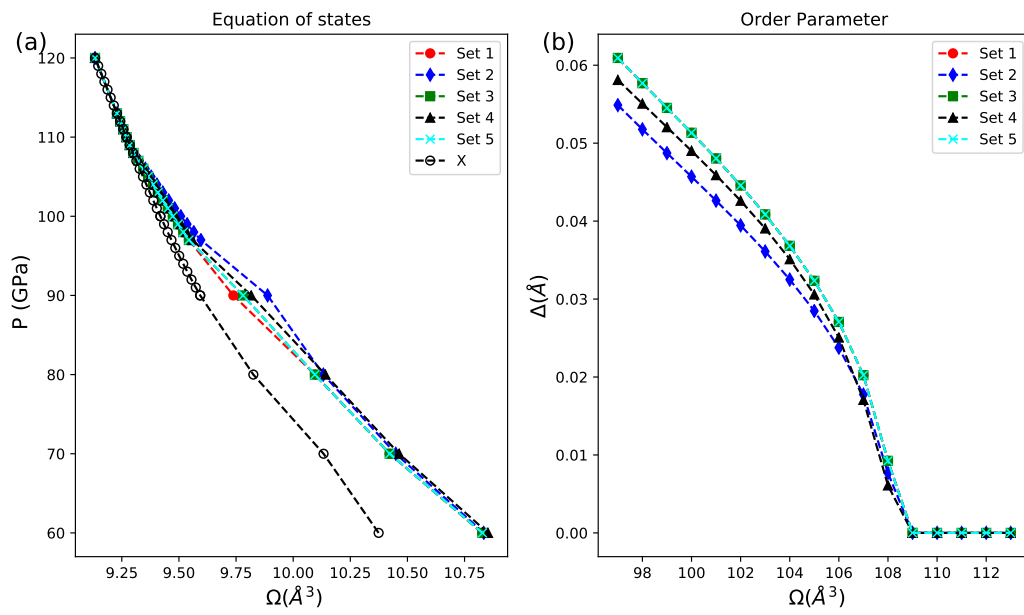 Equation of states
(a)
P (GPa)
120
110
100
90
80
70
60
9.25
9.50
9.75
10.00
10.25
10.50
10.75
Ω(Å³)
Set 1
Set 2
Set 3
Set 4
Set 5
X
Order Parameter
(b)
Δ(Å)
0.06
0.05
0.04
0.03
0.02
0.01
0.00
98
100
102
104
106
108
110
112
Ω(Å³)
Set 1
Set 2
Set 3
Set 4
Set 5